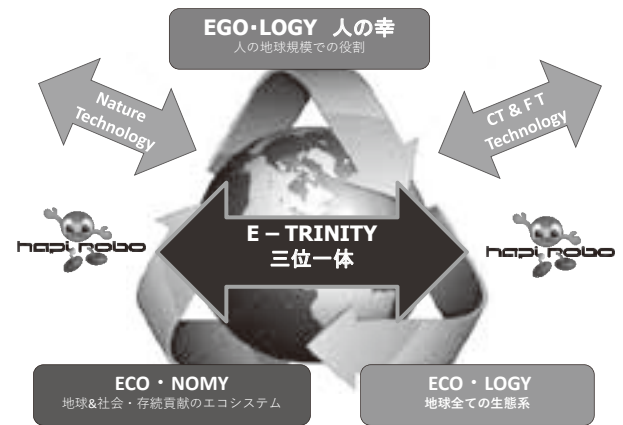 EGO・LOGY 人の幸
人の地球規模での役割
Nature
Technology
CT & F T
Technology
hapi robo
E – TRINITY
三位一体
hapi robo
ECO・NOMY
地球&社会・存続貢献のエコシステム
ECO・LOGY
地球全ての生態系